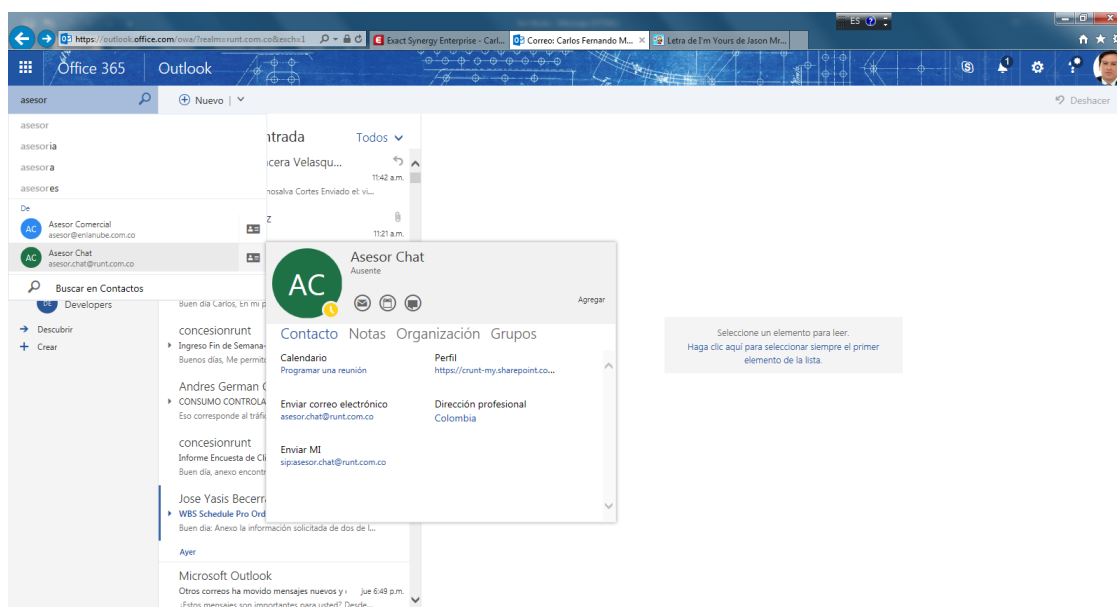 ES
https://outlook.office.com/owa/?realm=runt.com.co&exsch=1
Exact Synergy Enterprise - Carl...
Correo: Carlos Fernando M...
Letra de I'm Yours de Jason Mr...
Office 365
Outlook
1
asesor
Nuevo
Deshacer
asesor
asesoria
asesora
asesores
De
AC
Asesor Comercial
asesor@enlanube.com.co
AC
Asesor Chat
asesor.chat@runt.com.co
Buscar en Contactos
DE
Developers
Descubrir
Crear
ntrada
Todos
cera Velasqu...
11:42 a.m.
nosalva Cortes Enviado el: vi...
z
11:21 a.m.
Buen día Carlos, En mi p
concesionrunt
Ingreso Fin de Semana-
Buenos días, Me permit
Andres German
CONSUMO CONTROLA
Eso corresponde al tráfi
concesionrunt
Informe Encuesta de Cli
Buen día, anexo encontr
Jose Yasis Becerr
WBS Schedule Pro Ord
Buen dia: Anexo la información solicitada de dos de l...
Ayer
Microsoft Outlook
Otros correos ha movido mensajes nuevos y
jue 6:49 p.m.
¿Estos mensajes son importantes para usted? Desde...
AC
Asesor Chat
Ausente
Agregar
Contacto Notas Organización Grupos
Calendario
Programar una reunión
Perfil
https://crunt-my.sharepoint.co...
Enviar correo electrónico
asesor.chat@runt.com.co
Dirección profesional
Colombia
Enviar MI
sip:asesor.chat@runt.com.co
Seleccione un elemento para leer.
Haga clic aquí para seleccionar siempre el primer
elemento de la lista.